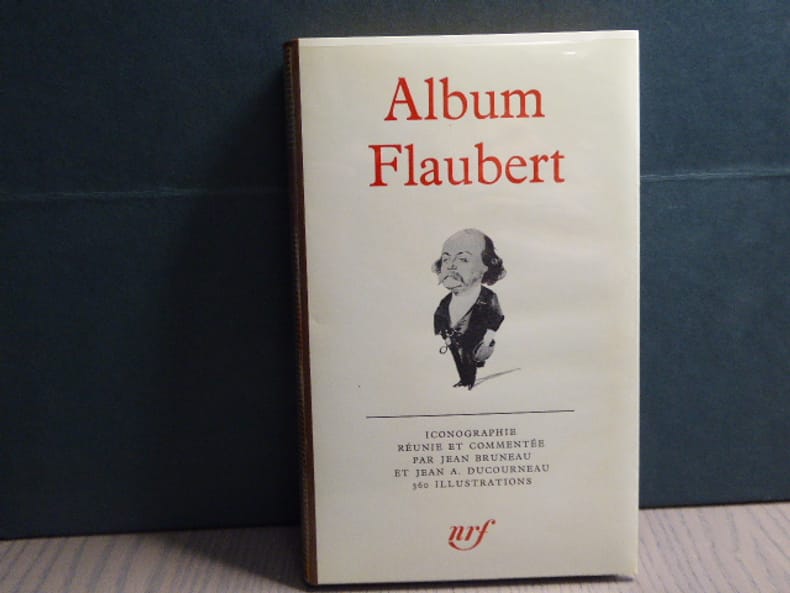 Album
Flaubert
ICONOGRAPHIE
RÉUNIE ET COMMENTÉE
PAR JEAN BRUNEAU
ET JEAN A. DUCOURNEAU
360 ILLUSTRATIONS
nrf